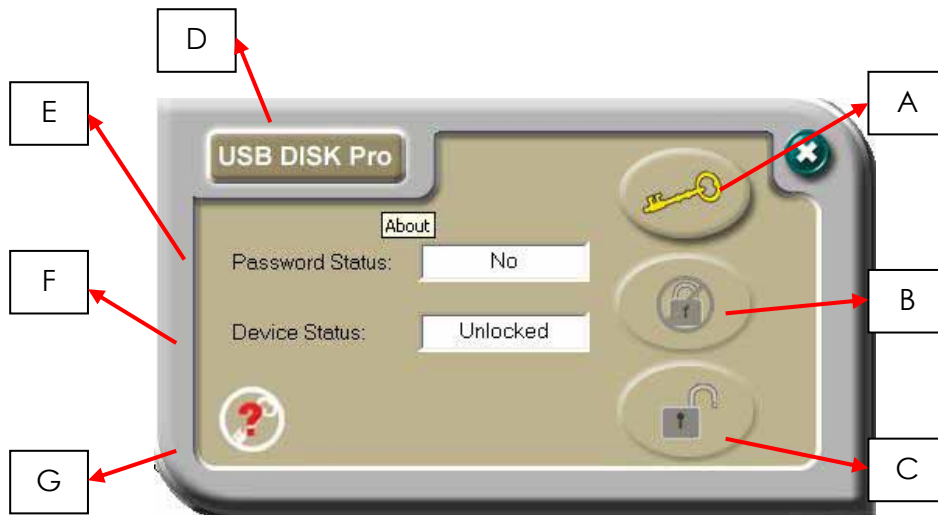 D
E
A
USB DISK Pro
About
Password Status: No
F
B
Device Status: Unlocked
?
G
C